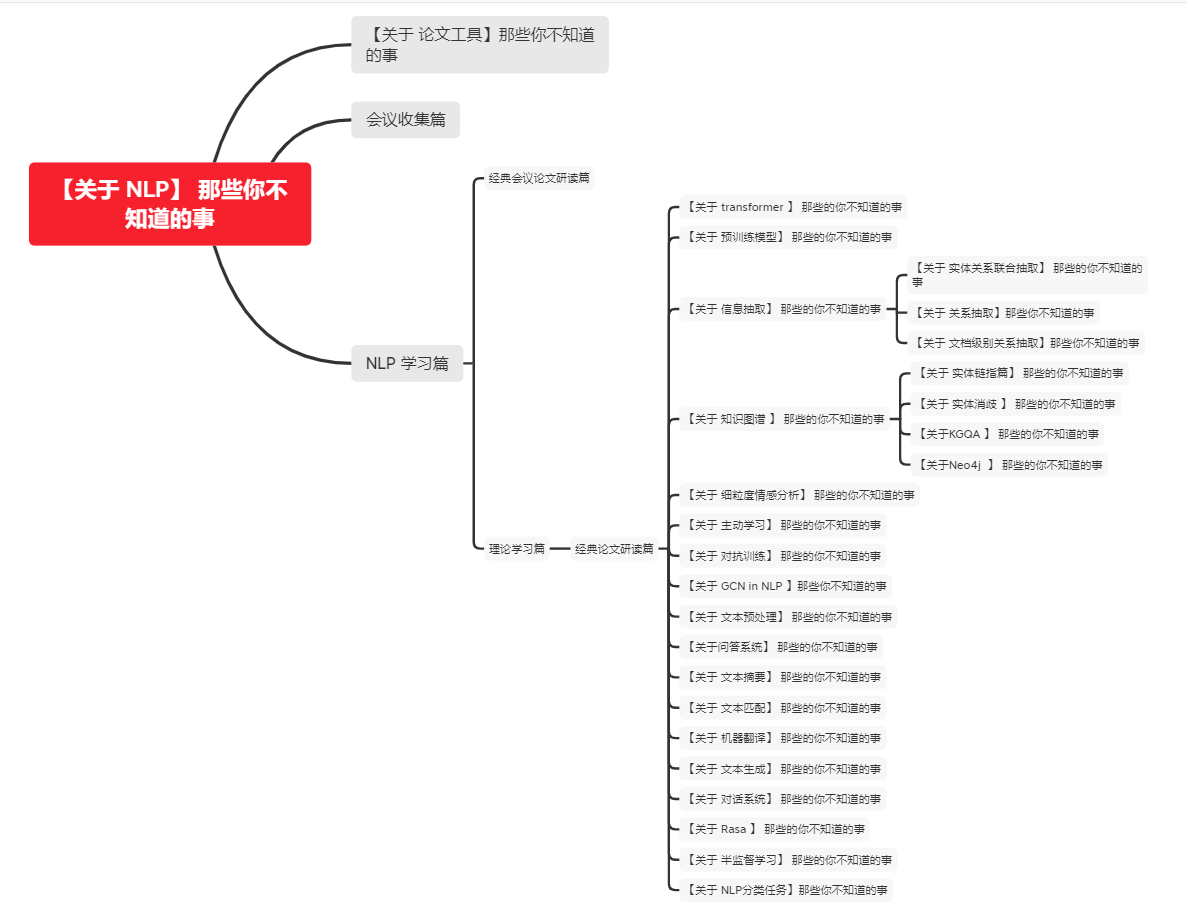 【关于 论文工具】那些你不知道
的事
会议收集篇
【关于 NLP】 那些你不
知道的事
NLP 学习篇
经典会议论文研读篇
理论学习篇
经典论文研读篇
【关于 transformer 】 那些的你不知道的事
【关于 预训练模型】 那些的你不知道的事
【关于 信息抽取】 那些的你不知道的事
【关于 实体关系联合抽取】 那些的你不知道的
事
【关于 关系抽取】那些你不知道的事
【关于 文档级别关系抽取】那些你不知道的事
【关于 知识图谱 】 那些的你不知道的事
【关于 实体链指篇】 那些的你不知道的事
【关于 实体消歧 】 那些的你不知道的事
【关于KGQA 】 那些的你不知道的事
【关于Neo4j 】 那些的你不知道的事
【关于 细粒度情感分析】 那些的你不知道的事
【关于 主动学习】 那些的你不知道的事
【关于 对抗训练】 那些的你不知道的事
【关于 GCN in NLP 】那些你不知道的事
【关于 文本预处理】 那些的你不知道的事
【关于问答系统】 那些的你不知道的事
【关于 文本摘要】 那些的你不知道的事
【关于 文本匹配】 那些的你不知道的事
【关于 机器翻译】 那些的你不知道的事
【关于 文本生成】 那些的你不知道的事
【关于 对话系统】 那些的你不知道的事
【关于 Rasa 】 那些的你不知道的事
【关于 半监督学习】 那些的你不知道的事
【关于 NLP分类任务】那些你不知道的事